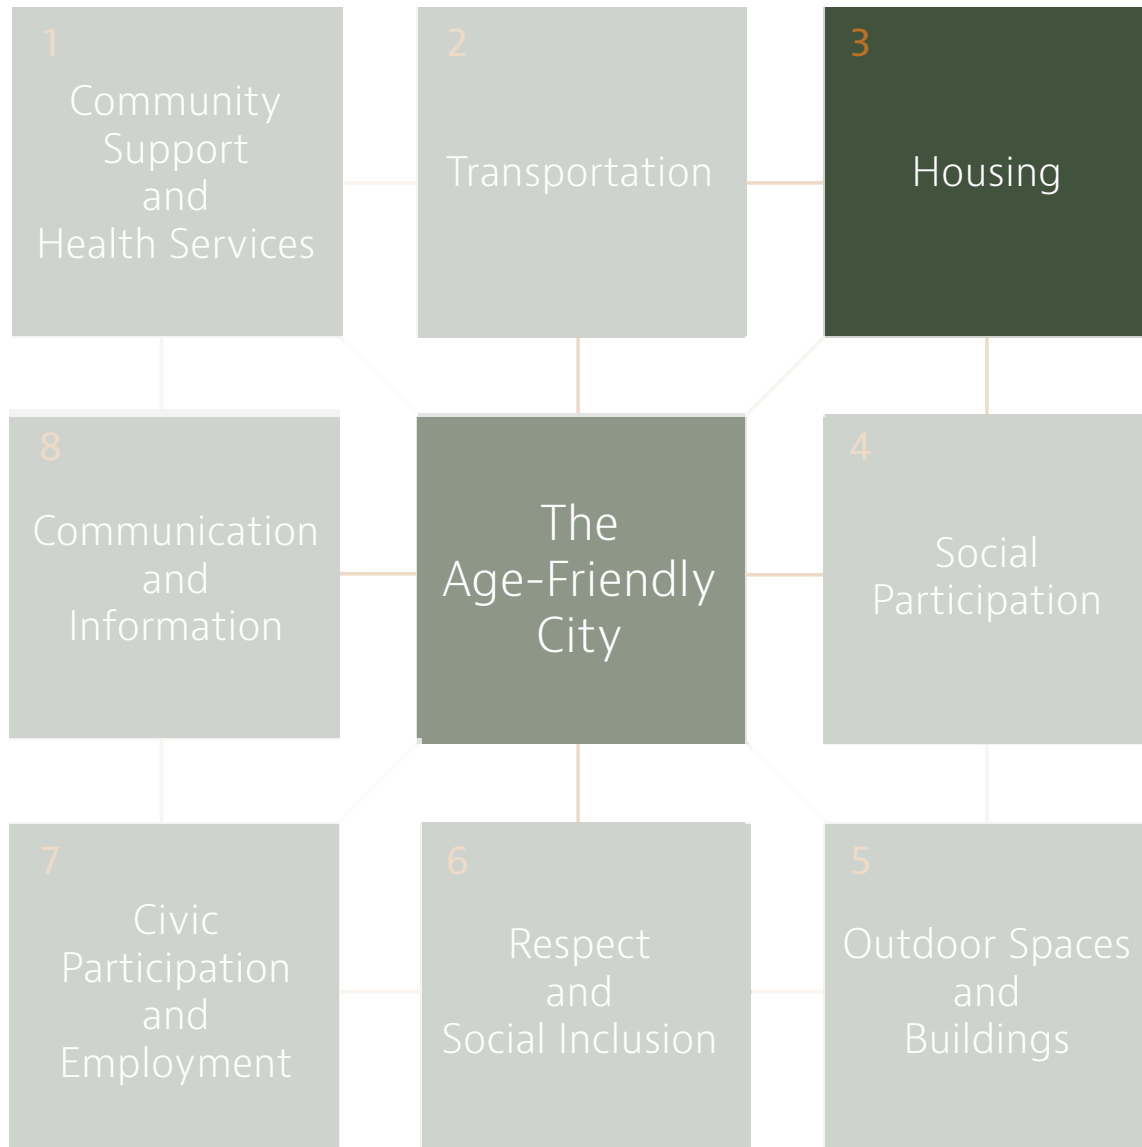 1
Community
Support
and
Health Services
2
Transportation
3
Housing
8
Communication
and
Information
The
Age-Friendly
City
4
Social
Participation
7
Civic
Participation
and
Employment
6
Respect
and
Social Inclusion
5
Outdoor Spaces
and
Buildings